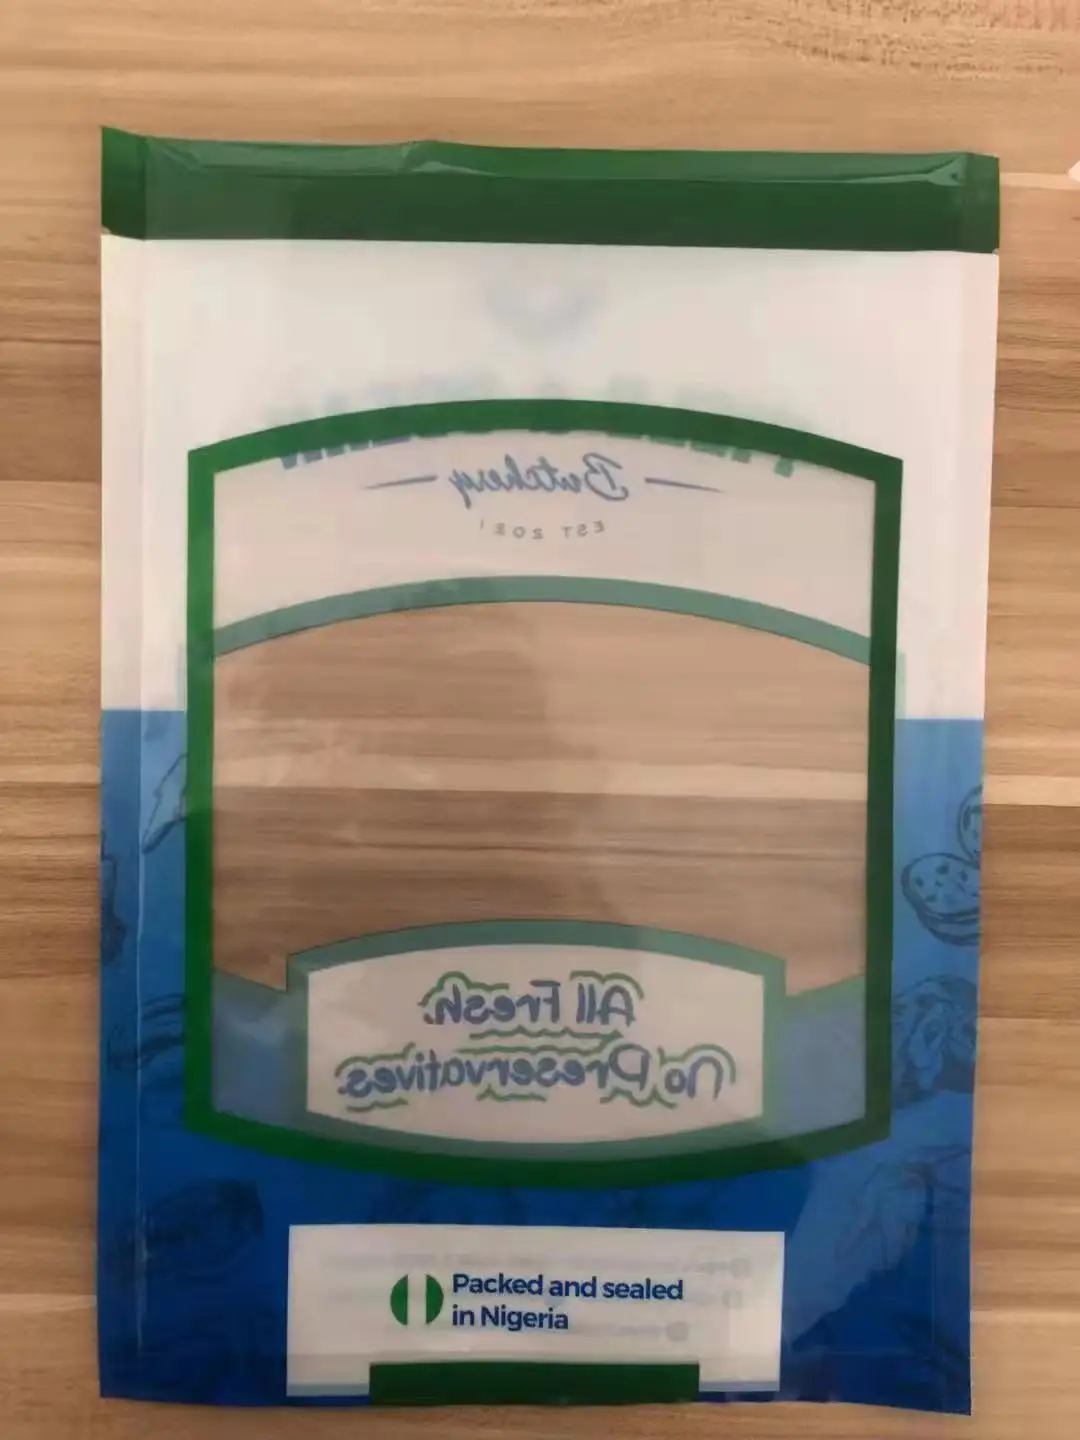 Butchery
EST 2021
All Fresh.
No Preservatives.
Packed and sealed
in Nigeria